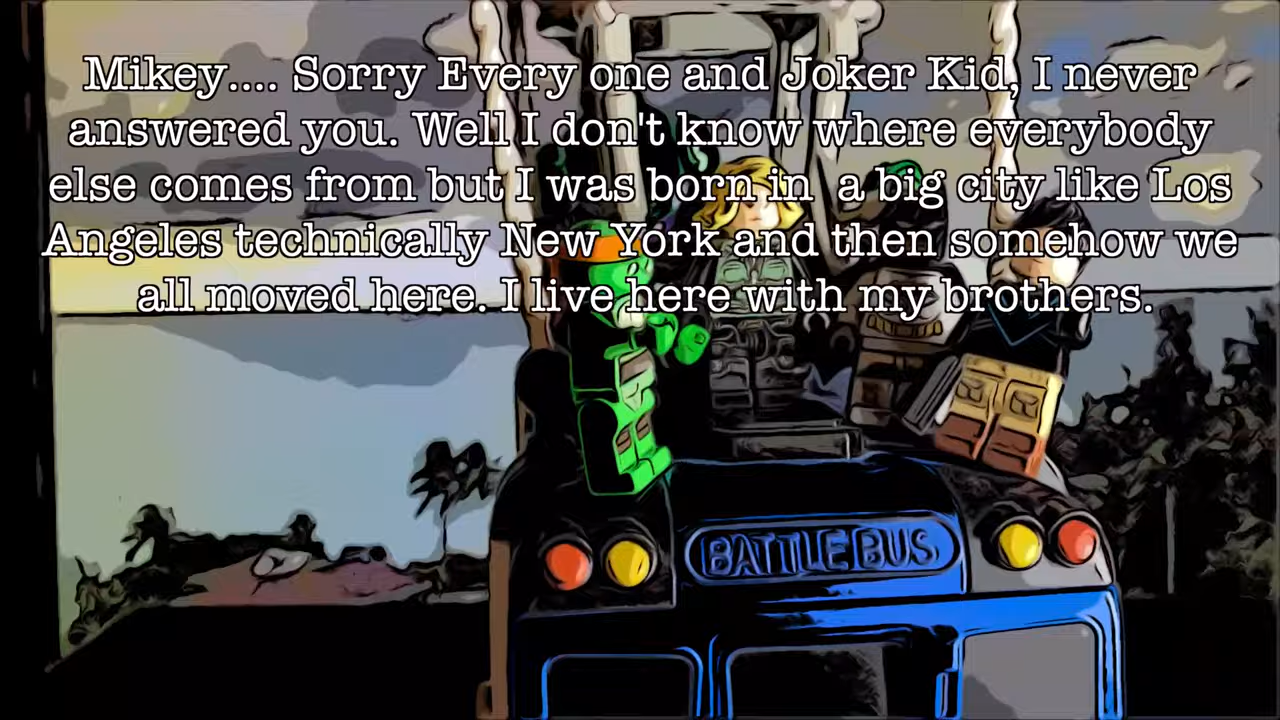 Mikey.... Sorry Every one and Joker Kid, I never
answered you. Well I don't know where everybody
else comes from but I was born in  a big city like Los
Angeles technically New York and then somehow we
all moved here. I live here with my brothers.
BATTLE BUS